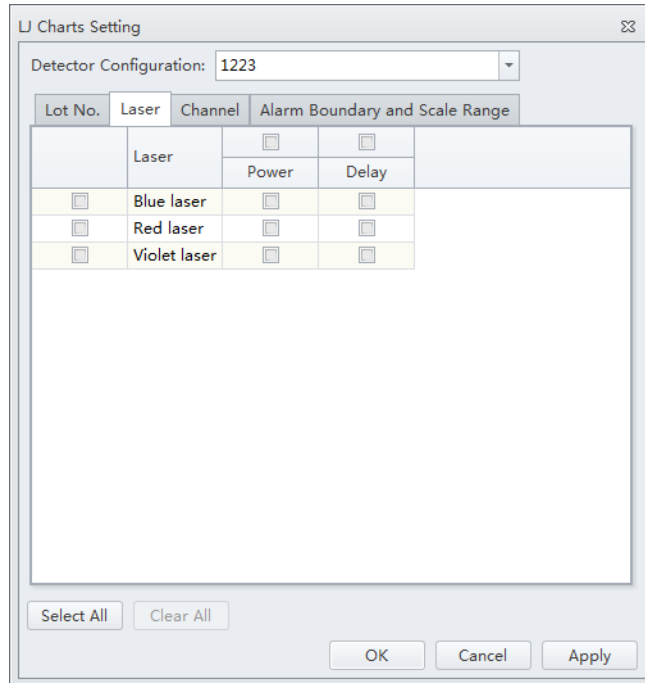 LJ Charts Setting
Detector Configuration: 1223
Lot No. Laser Channel Alarm Boundary and Scale Range
Laser
Power Delay
Blue laser
Red laser
Violet laser
Select All Clear All
OK Cancel Apply